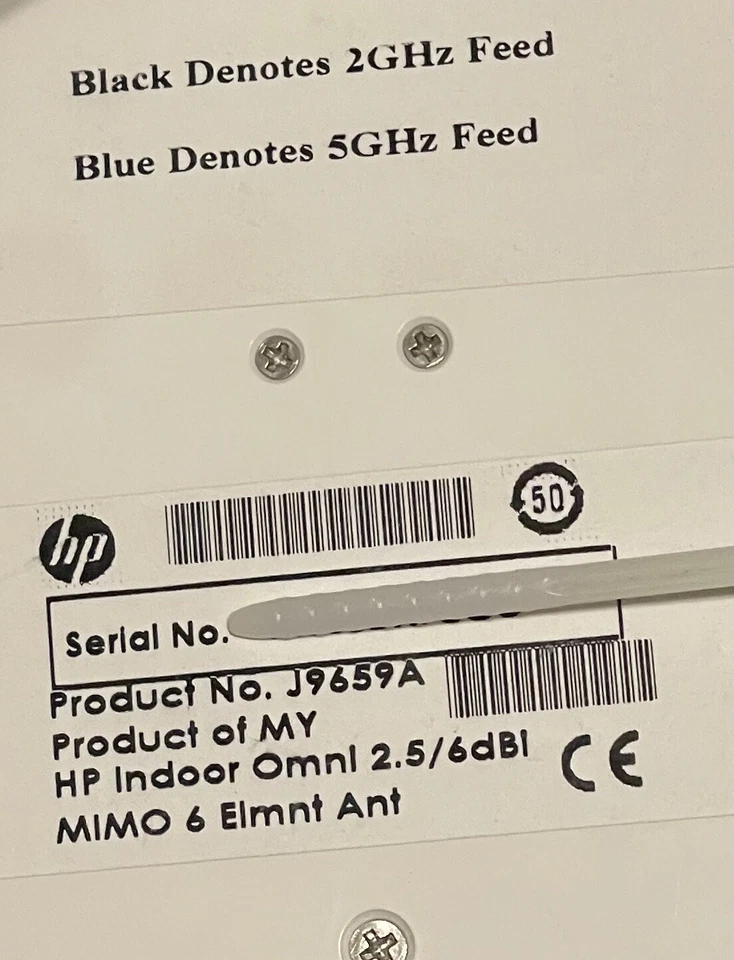 Black Denotes 2GHz Feed
Blue Denotes 5GHz Feed
hp
50
Serial No.
Product No. J9659A
Product of MY
HP Indoor Omni 2.5/6dBi
MIMO 6 Elmnt Ant
CE